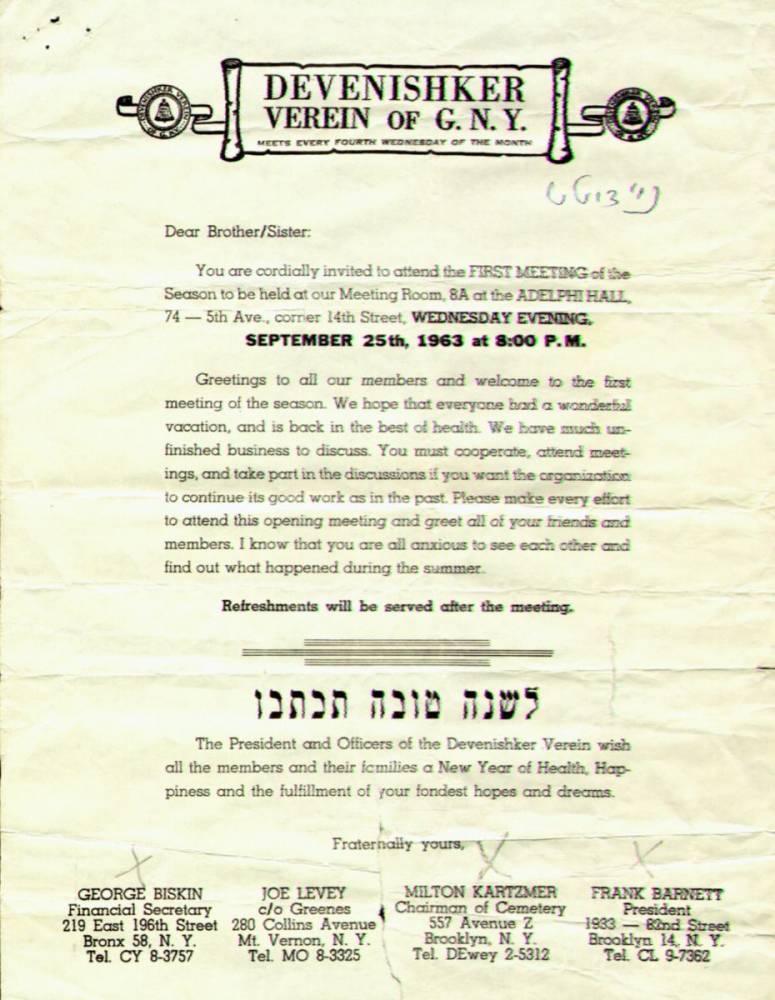 DEVENISHKER
VEREIN OF G. N. Y.
MEETS EVERY FOURTH WEDNESDAY OF THE MONTH
Dear Brother/Sister:
You are cordially invited to attend the FIRST MEETING of the
Season to be held at our Meeting Room, 8A at the ADELPHI HALL,
74 — 5th Ave., corner 14th Street, WEDNESDAY EVENING,
SEPTEMBER 25th, 1963 at 8:00 P. M.
Greetings to all our members and welcome to the first
meeting of the season. We hope that everyone had a wonderful
vacation, and is back in the best of health. We have much un-
finished business to discuss. You must cooperate, attend meet-
ings, and take part in the discussions if you want the organization
to continue its good work as in the past. Please make every effort
to attend this opening meeting and greet all of your friends and
members. I know that you are all anxious to see each other and
find out what happened during the summer.
Refreshments will be served after the meeting.
לשנה טובה תכתבו
The President and Officers of the Devenishker Verein wish
all the members and their families a New Year of Health, Hap-
piness and the fulfillment of your fondest hopes and dreams.
Fraternally yours,
GEORGE BISKIN
Financial Secretary
219 East 196th Street
Bronx 58, N. Y.
Tel. CY 8-3757
JOE LEVEY
c/o Greenes
280 Collins Avenue
Mt. Vernon, N. Y.
Tel. MO 8-3325
MILTON KARTZMER
Chairman of Cemetery
557 Avenue Z
Brooklyn, N. Y.
Tel. DEwey 2-5312
FRANK BARNETT
President
1933 — 82nd Street
Brooklyn 14, N. Y.
Tel. CL 9-7362